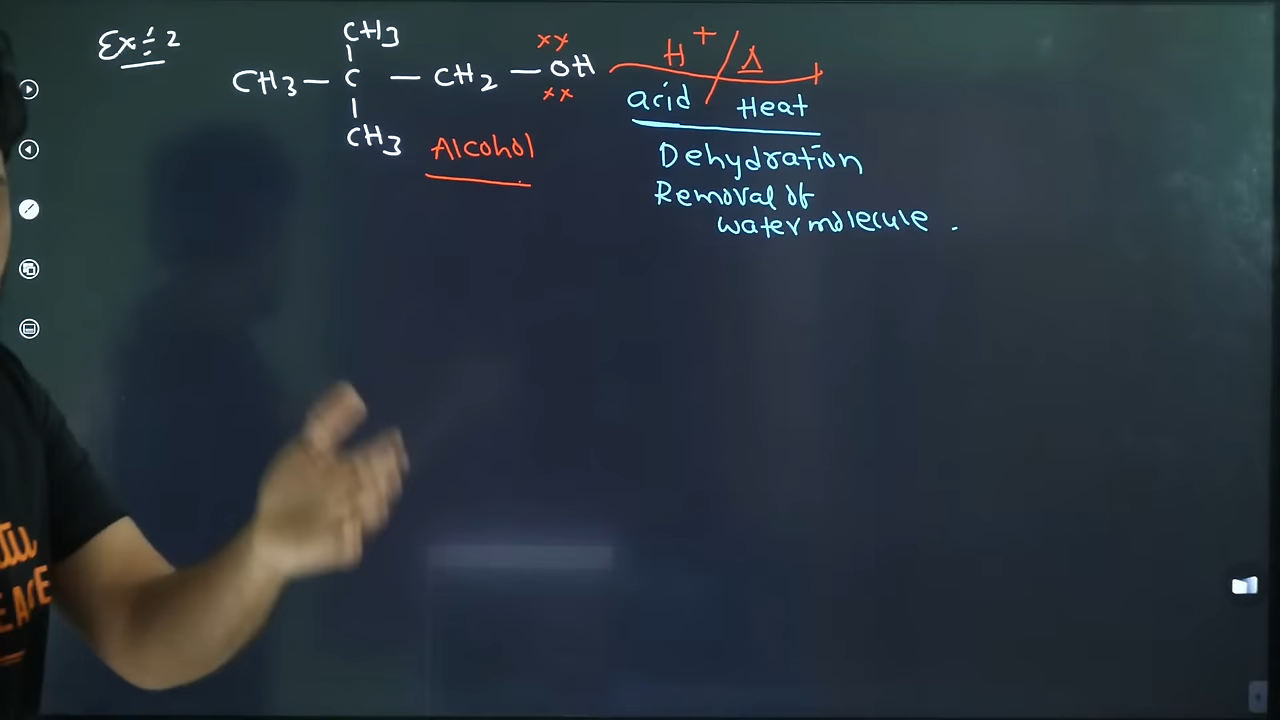 Ex:- 2
CH3
CH3 — C — CH2 — OH
CH3
Alcohol
H+ / Δ
acid / Heat
Dehydration
Removal of
water molecule .